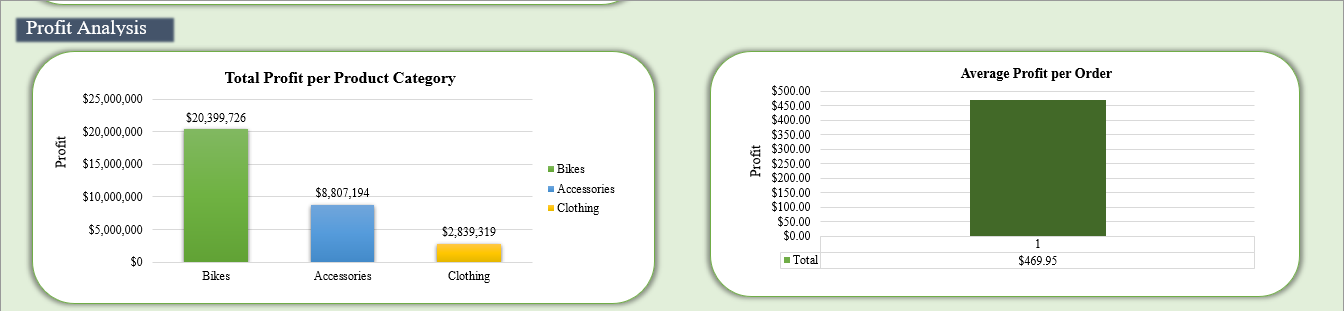 Profit Analysis
Total Profit per Product Category
$25,000,000
$20,000,000
$15,000,000
$10,000,000
$5,000,000
$0
Profit
$20,399,726
$8,807,194
$2,839,319
Bikes
Accessories
Clothing
Bikes
Accessories
Clothing
Average Profit per Order
$500.00
$450.00
$400.00
$350.00
$300.00
$250.00
$200.00
$150.00
$100.00
$50.00
$0.00
Profit
1
Total
$469.95